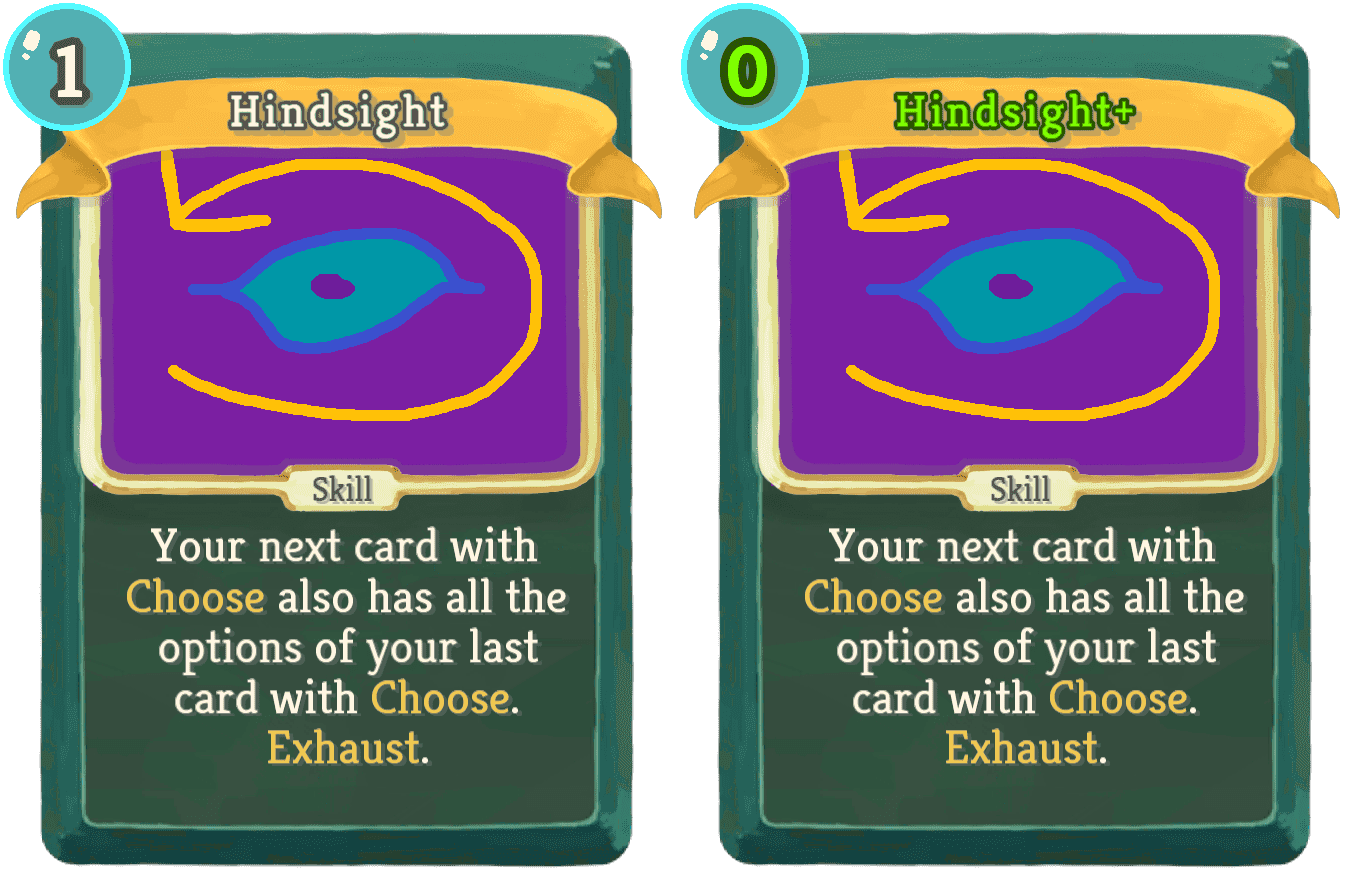 1
Hindsight
Skill
Your next card with
Choose also has all the
options of your last
card with Choose.
Exhaust.
0
Hindsight+
Skill
Your next card with
Choose also has all the
options of your last
card with Choose.
Exhaust.